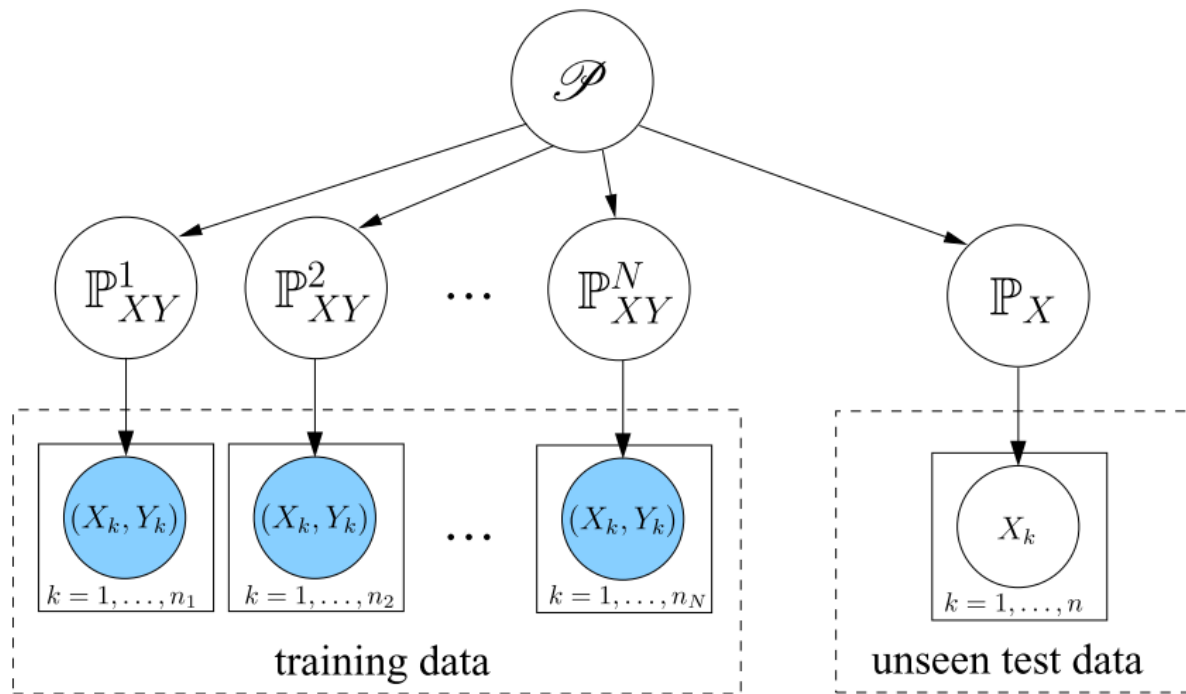 𝒫
ℙ¹_XY ℙ²_XY … ℙ^N_XY ℙ_X
(X_k, Y_k) (X_k, Y_k) … (X_k, Y_k) X_k
k = 1, …, n₁ k = 1, …, n₂ k = 1, …, n_N k = 1, …, n
training data unseen test data